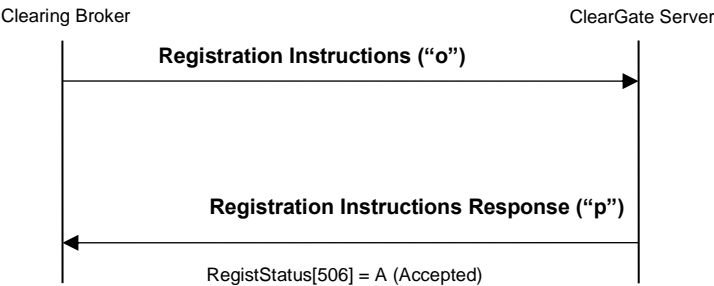 Clearing Broker
ClearGate Server
Registration Instructions (“o”)
Registration Instructions Response (“p”)
RegistStatus[506] = A (Accepted)